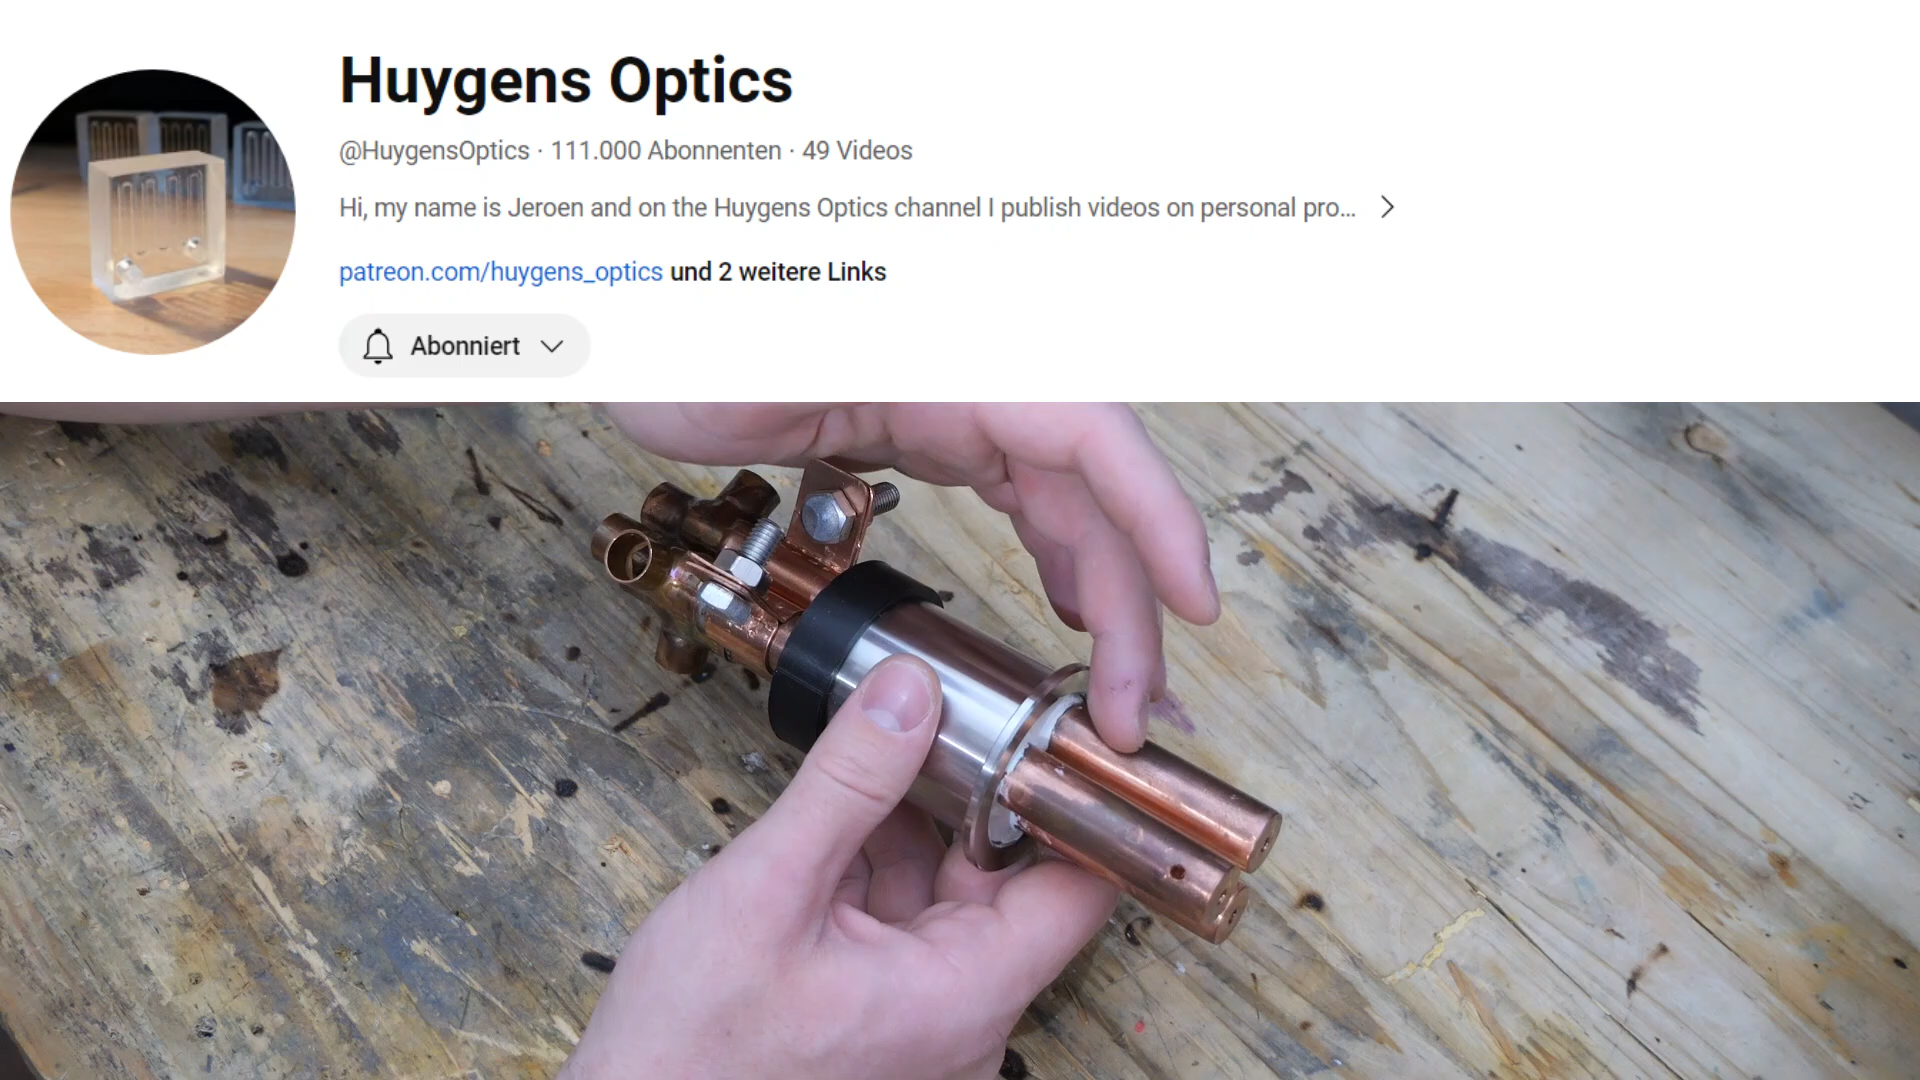 Huygens Optics
@HuygensOptics · 111.000 Abonnenten · 49 Videos
Hi, my name is Jeroen and on the Huygens Optics channel I publish videos on personal pro...
patreon.com/huygens_optics und 2 weitere Links
Abonniert